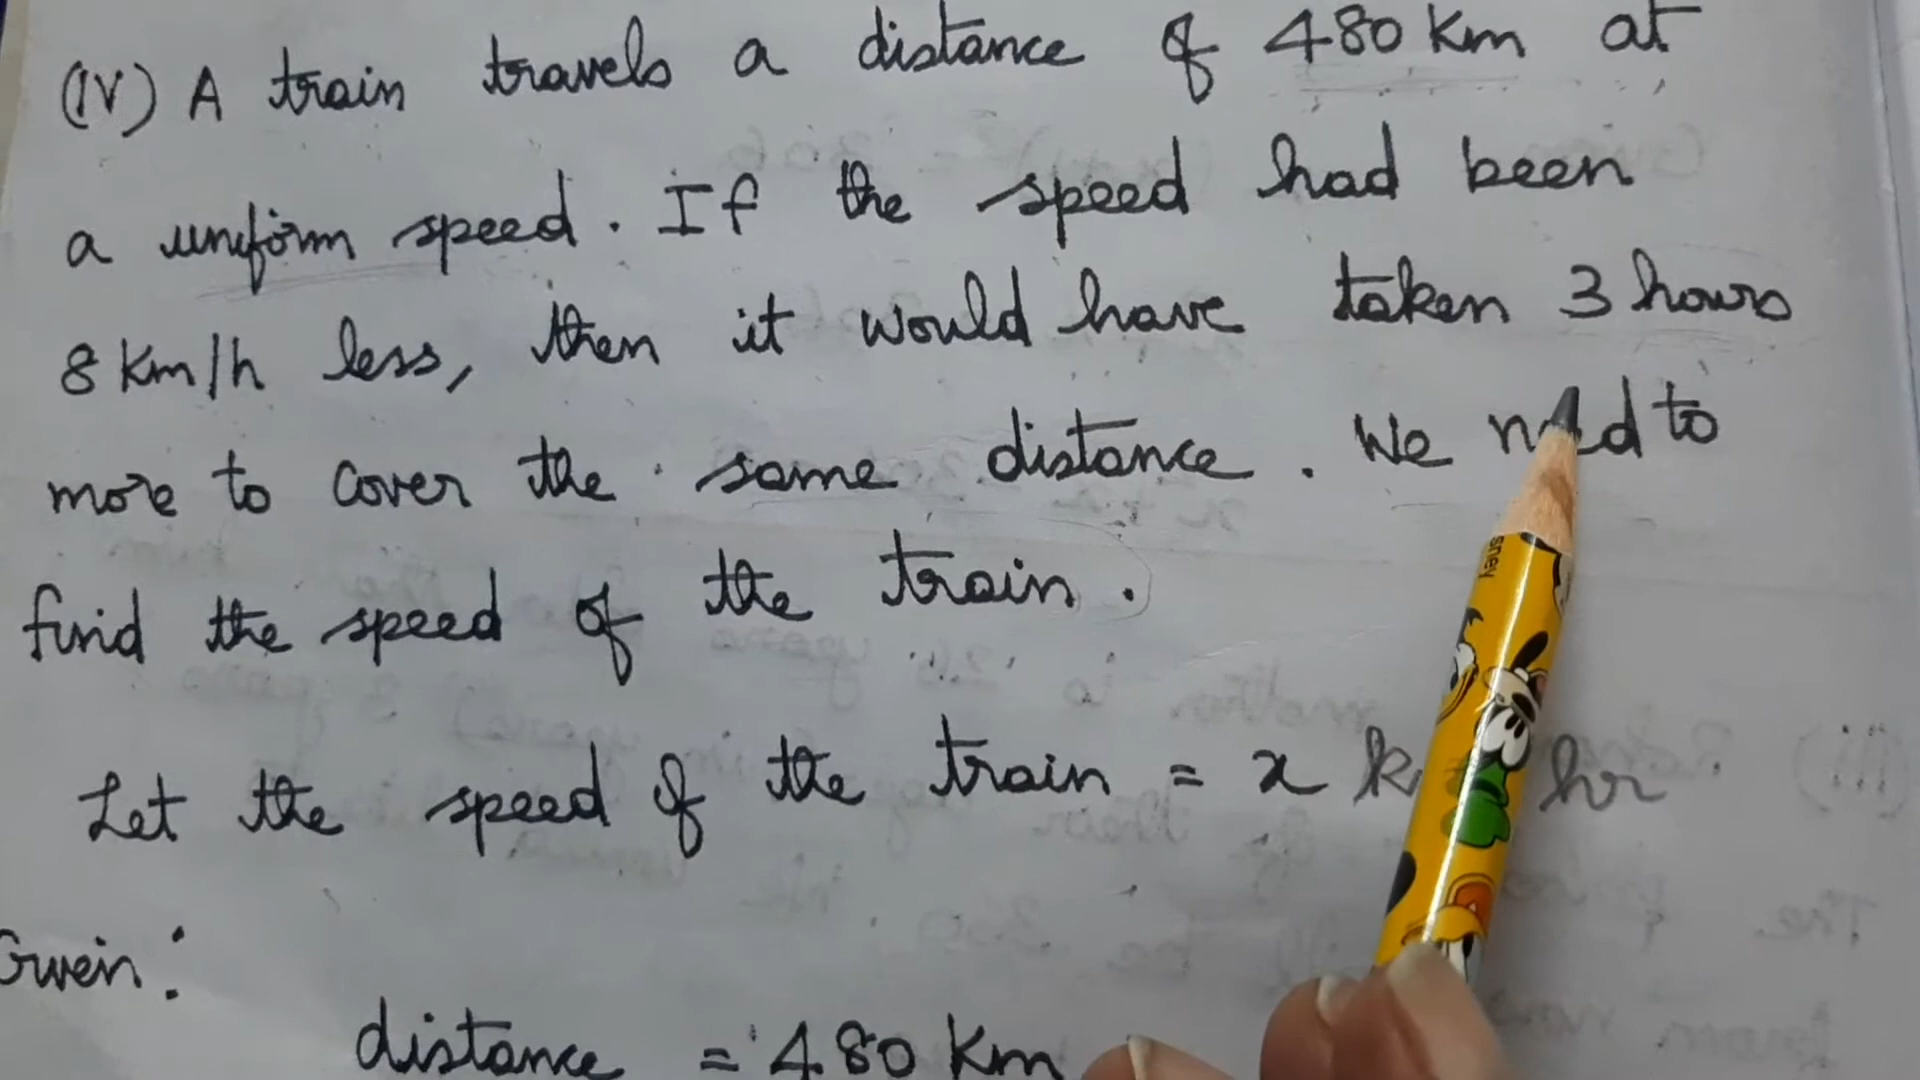 (IV) A train travels a distance of 480 km at
a uniform speed. If the speed had been
8 km/h less, then it would have taken 3 hours
more to cover the same distance. We need to
find the speed of the train.
Let the speed of the train = x k hr
Given:
distance = 480 km
sney